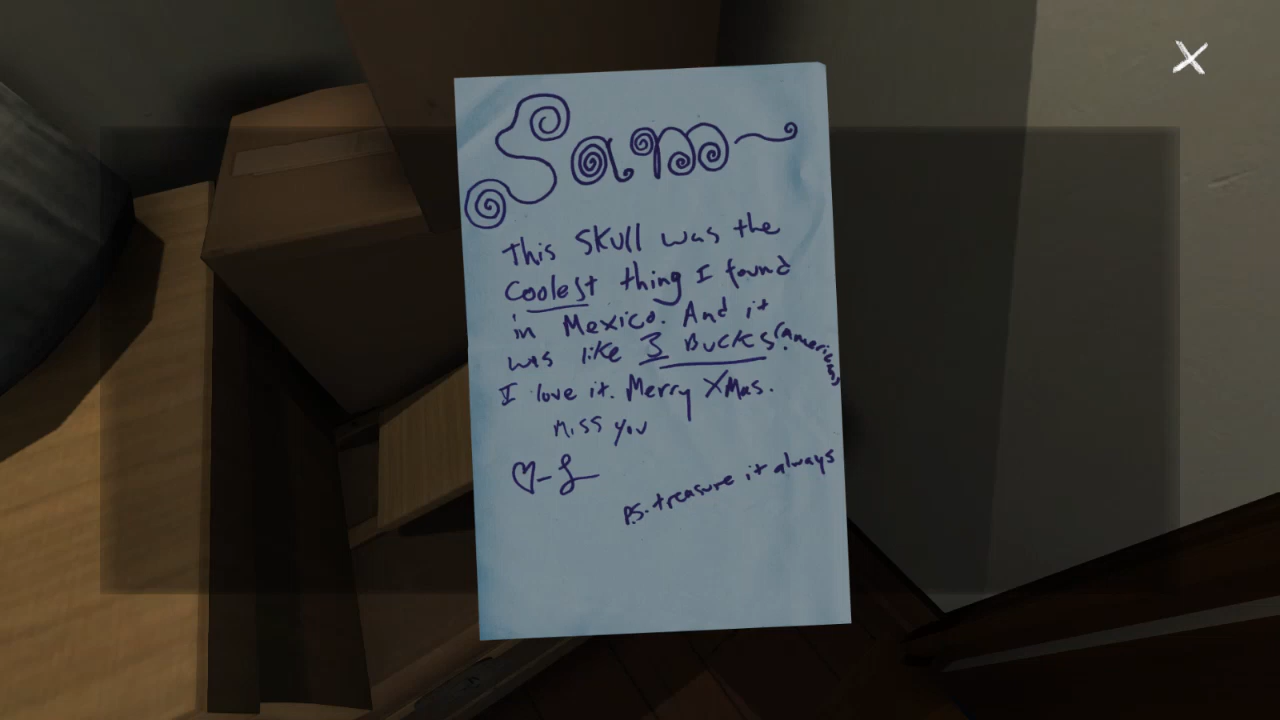 Sam~
This SKull was the
Coolest thing I found
in Mexico. And it
was like 3 BucKs. (american)
I love it. Merry XMas.
Miss you
♡-L
P.S. treasure it always